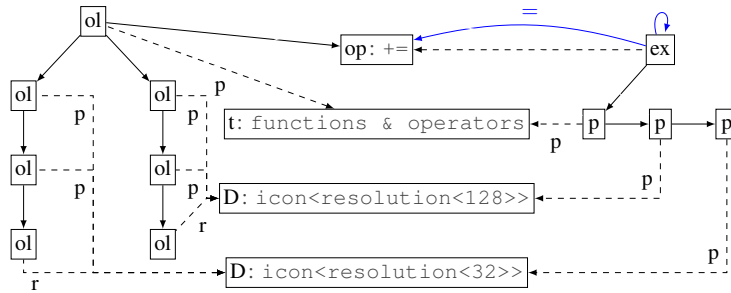 ol
op: +=
=
ex
ol p ol p
t: functions & operators
p p p
p
ol p ol p
D: icon<resolution<128>>
p
ol r ol r
D: icon<resolution<32>>
p